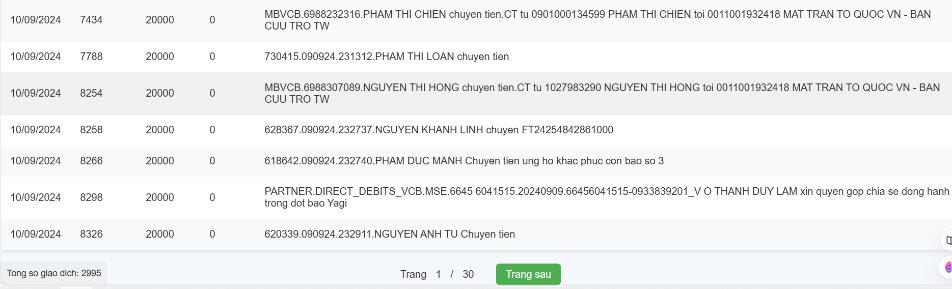 10/09/2024 7434 20000 0 MBVCB.6988232316.PHAM THI CHIEN chuyen tien.CT tu 0901000134599 PHAM THI CHIEN toi 0011001932418 MAT TRAN TO QUOC VN - BAN
CUU TRO TW
10/09/2024 7788 20000 0 730415.090924.231312.PHAM THI LOAN chuyen tien
10/09/2024 8254 20000 0 MBVCB.6988307089.NGUYEN THI HONG chuyen tien.CT tu 1027983290 NGUYEN THI HONG toi 0011001932418 MAT TRAN TO QUOC VN - BAN
CUU TRO TW
10/09/2024 8258 20000 0 628367.090924.232737.NGUYEN KHANH LINH chuyen FT24254842861000
10/09/2024 8266 20000 0 618642.090924.232740.PHAM DUC MANH Chuyen tien ung ho khac phuc con bao so 3
10/09/2024 8298 20000 0 PARTNER.DIRECT_DEBITS_VCB.MSE.6645 6041515.20240909.66456041515-0933839201_V O THANH DUY LAM xin quyen gop chia se dong hanh
trong dot bao Yagi
10/09/2024 8326 20000 0 620339.090924.232911.NGUYEN ANH TU Chuyen tien
Tong so giao dich: 2995 Trang 1 / 30 Trang sau